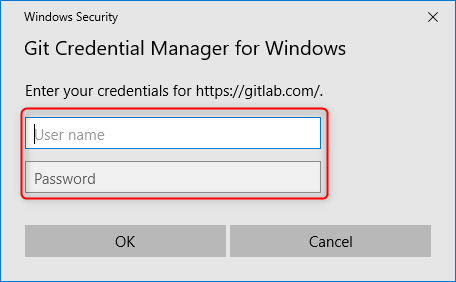 Windows Security
Git Credential Manager for Windows
Enter your credentials for https://gitlab.com/.
User name
Password
OK
Cancel